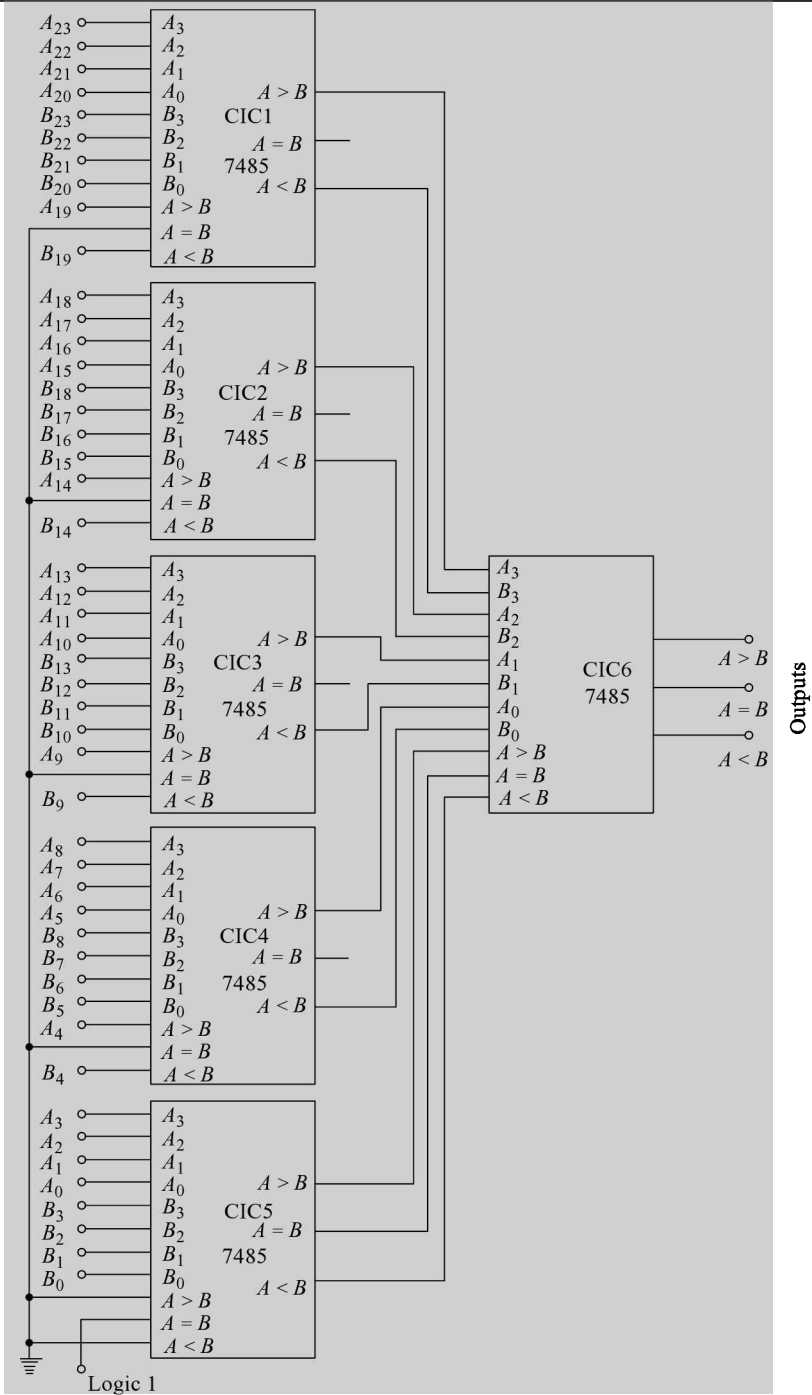 A₂₃ A₃
A₂₂ A₂
A₂₁ A₁
A₂₀ A₀ A > B
B₂₃ B₃ CIC1
B₂₂ B₂ A = B
B₂₁ B₁ 7485
B₂₀ B₀ A < B
A₁₉ A > B
A = B
B₁₉ A < B
A₁₈ A₃
A₁₇ A₂
A₁₆ A₁
A₁₅ A₀ A > B
B₁₈ B₃ CIC2
B₁₇ B₂ A = B
B₁₆ B₁ 7485
B₁₅ B₀ A < B
A₁₄ A > B
A = B
B₁₄ A < B
A₁₃ A₃
A₁₂ A₂
A₁₁ A₁
A₁₀ A₀ A > B
B₁₃ B₃ CIC3
B₁₂ B₂ A = B
B₁₁ B₁ 7485
B₁₀ B₀ A < B
A₉ A > B
A = B
B₉ A < B
A₈ A₃
A₇ A₂
A₆ A₁
A₅ A₀ A > B
B₈ B₃ CIC4
B₇ B₂ A = B
B₆ B₁ 7485
B₅ B₀ A < B
A₄ A > B
A = B
B₄ A < B
A₃ A₃
A₂ A₂
A₁ A₁
A₀ A₀ A > B
B₃ B₃ CIC5
B₂ B₂ A = B
B₁ B₁ 7485
B₀ B₀ A < B
A > B
A = B
A < B
Logic 1
A₃
B₃
A₂
B₂
A₁
B₁
A₀
B₀
A > B
A = B
A < B
CIC6
7485
A > B
A = B
A < B
Outputs